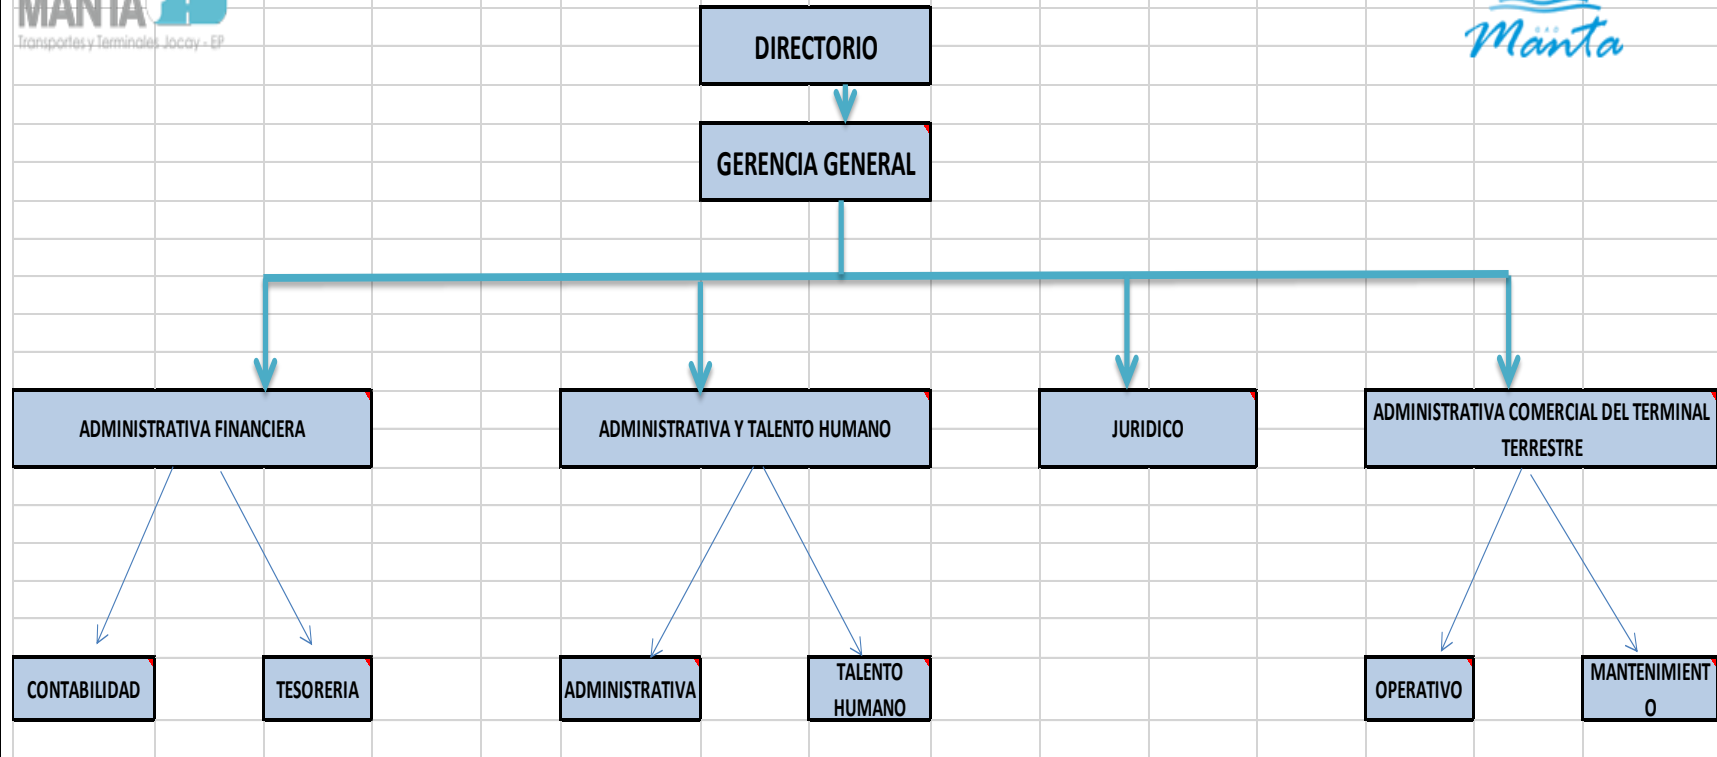 MANTA
Transportes y Terminales Jocay - EP
GAD
Manta
DIRECTORIO
GERENCIA GENERAL
ADMINISTRATIVA FINANCIERA
ADMINISTRATIVA Y TALENTO HUMANO
JURIDICO
ADMINISTRATIVA COMERCIAL DEL TERMINAL
TERRESTRE
CONTABILIDAD
TESORERIA
ADMINISTRATIVA
TALENTO
HUMANO
OPERATIVO
MANTENIMIENT
O